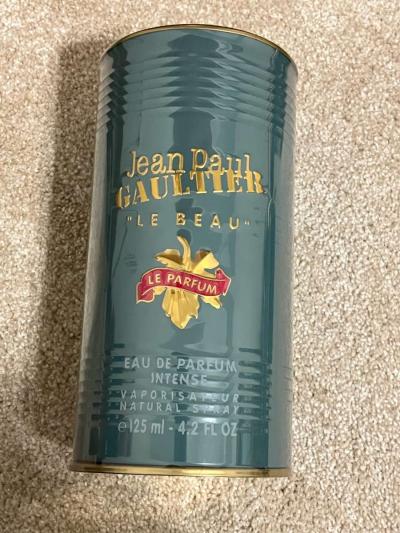 Jean Paul
GAULTIER
"LE BEAU"
LE PARFUM
EAU DE PARFUM
INTENSE
VAPORISATEUR
NATURAL SPRAY
℮125 ml - 4.2 FL OZ